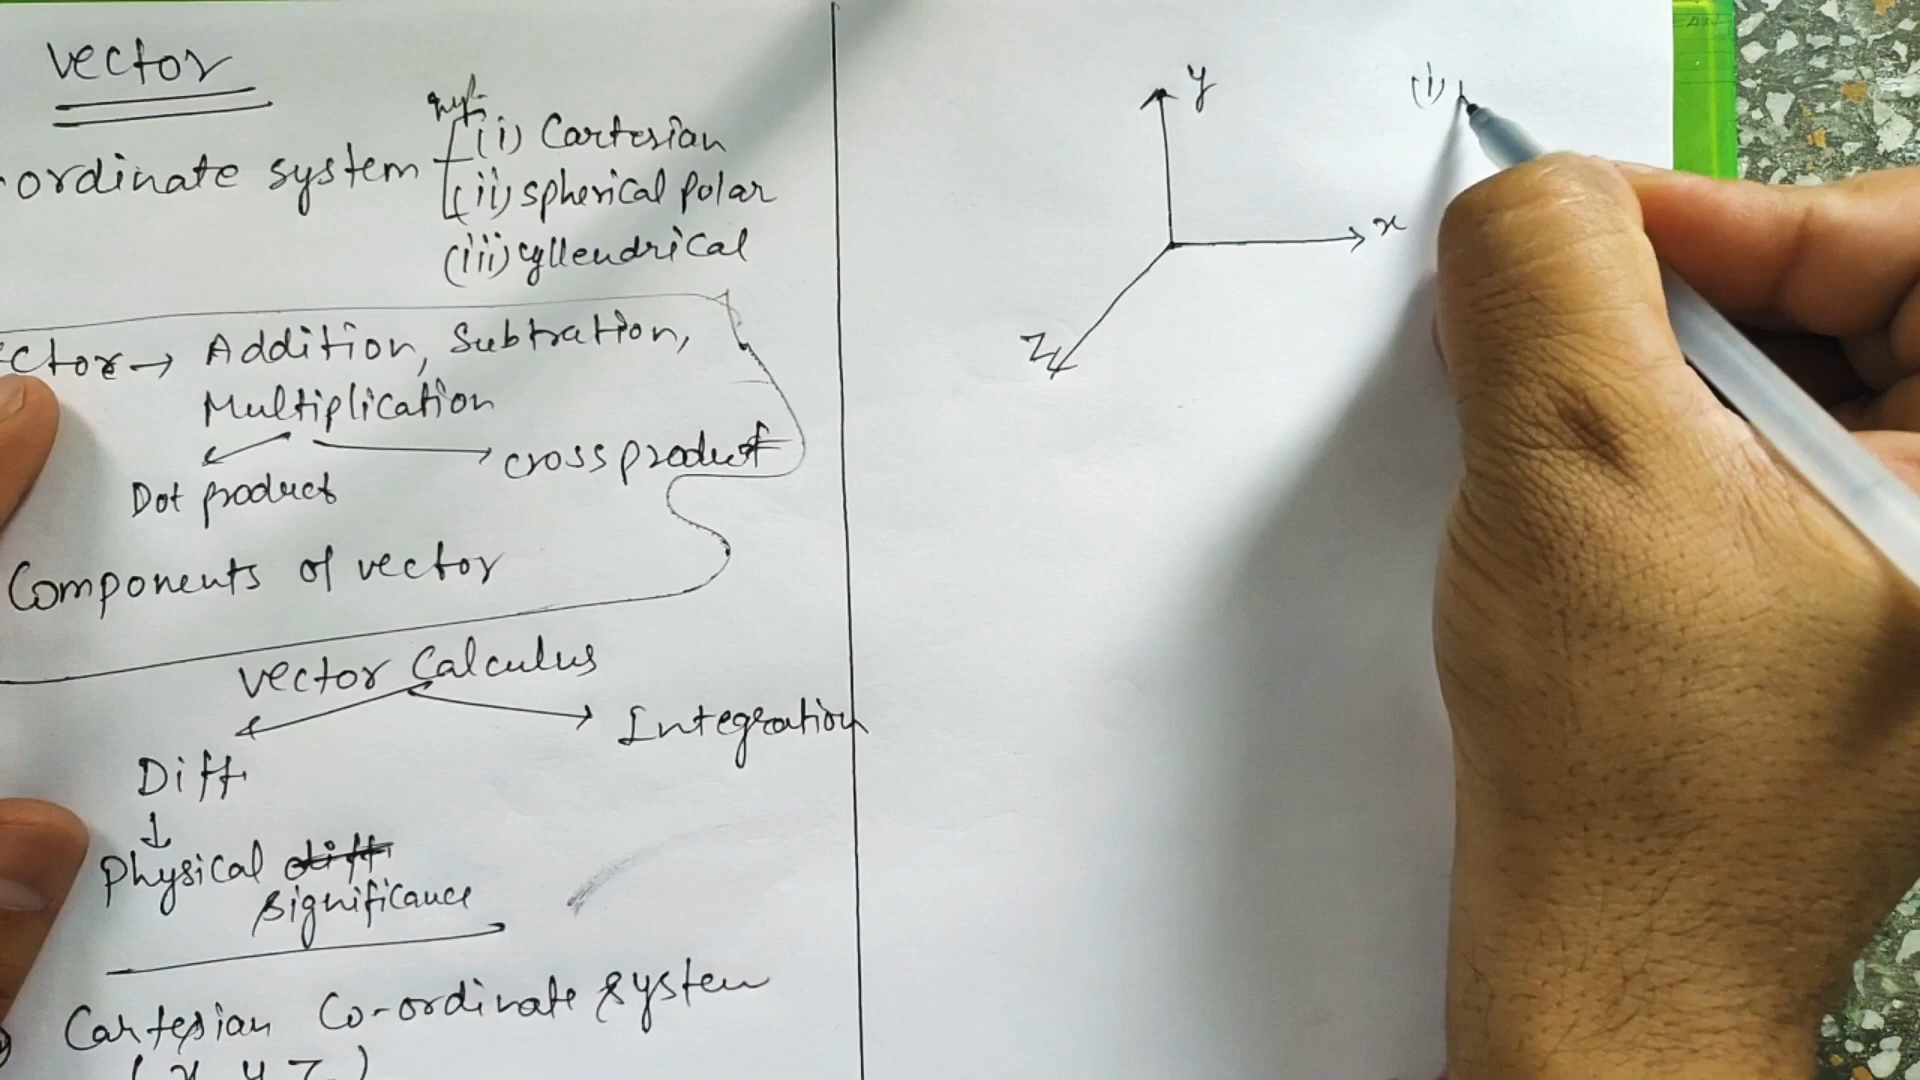 vector
ordinate system
(i) Cartesian
(ii) spherical polar
(iii) cyllendrical
ctor → Addition, Subtration,
Multiplication
Dot product
cross product
Components of vector
vector Calculus
Diff.
Integration
Physical diff.
significance
Cartesian Co-ordinate system
(x y z)
y
x
Z
(i)